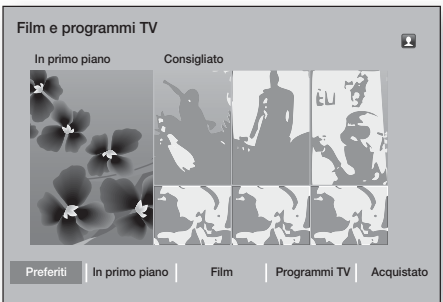 Film e programmi TV
In primo piano Consigliato
Preferiti In primo piano Film Programmi TV Acquistato